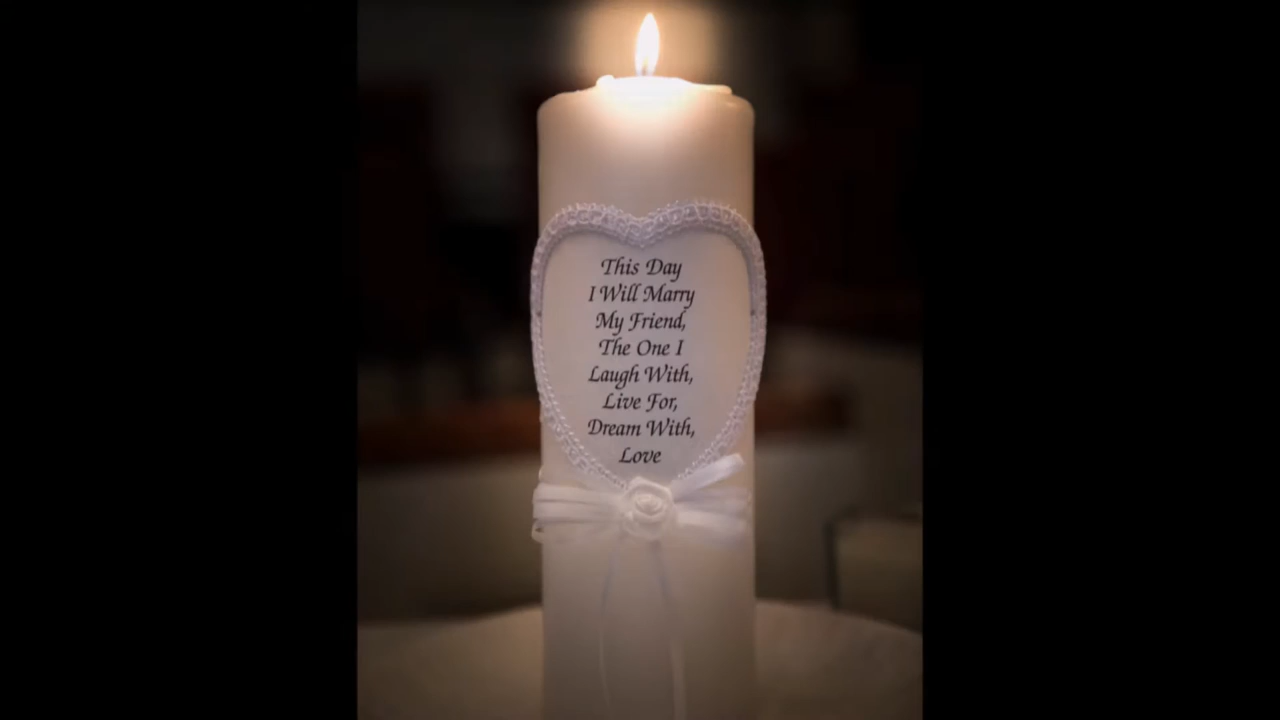 This Day
I Will Marry
My Friend,
The One I
Laugh With,
Live For,
Dream With,
Love